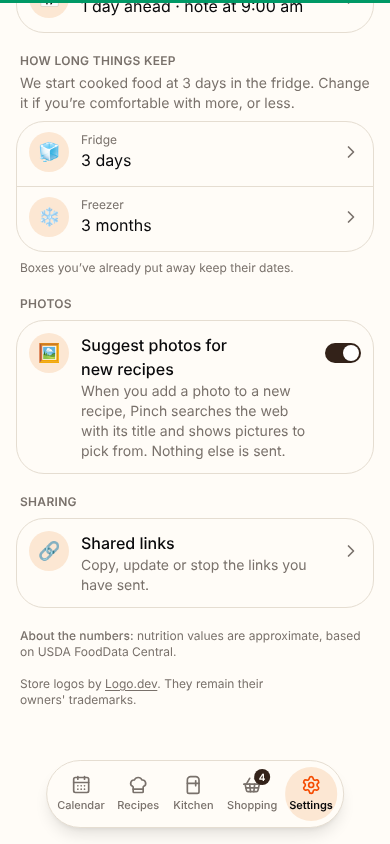 1 day ahead · note at 9:00 am
HOW LONG THINGS KEEP
We start cooked food at 3 days in the fridge. Change
it if you’re comfortable with more, or less.
Fridge
3 days
Freezer
3 months
Boxes you’ve already put away keep their dates.
PHOTOS
Suggest photos for
new recipes
When you add a photo to a new
recipe, Pinch searches the web
with its title and shows pictures to
pick from. Nothing else is sent.
SHARING
Shared links
Copy, update or stop the links you
have sent.
About the numbers: nutrition values are approximate, based
on USDA FoodData Central.
Store logos by Logo.dev. They remain their
owners' trademarks.
4
Calendar Recipes Kitchen Shopping Settings